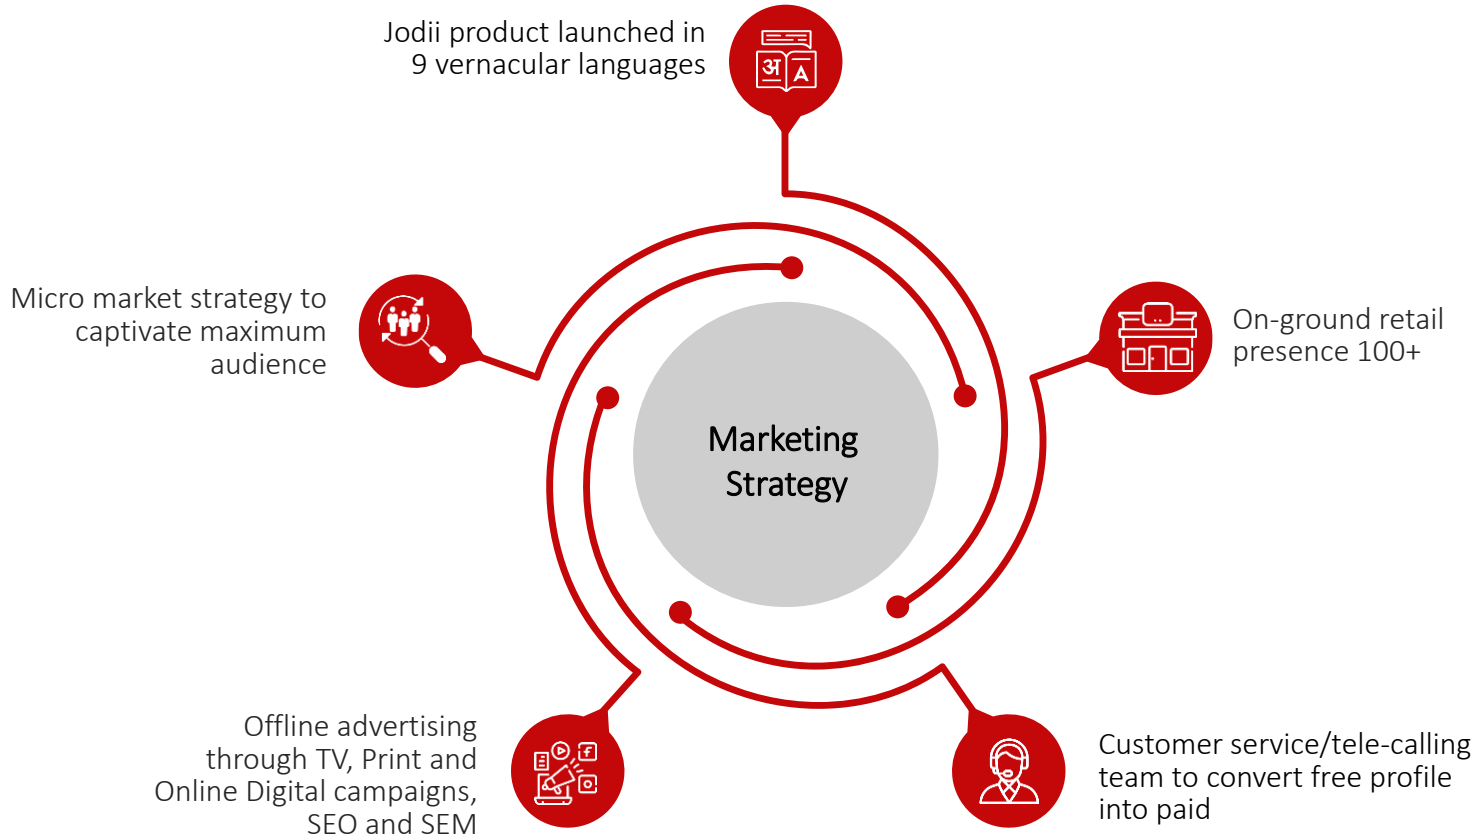 Jodii product launched in
9 vernacular languages
अ A
Micro market strategy to
captivate maximum
audience
On-ground retail
presence 100+
Marketing
Strategy
Offline advertising
through TV, Print and
Online Digital campaigns,
SEO and SEM
f
Customer service/tele-calling
team to convert free profile
into paid